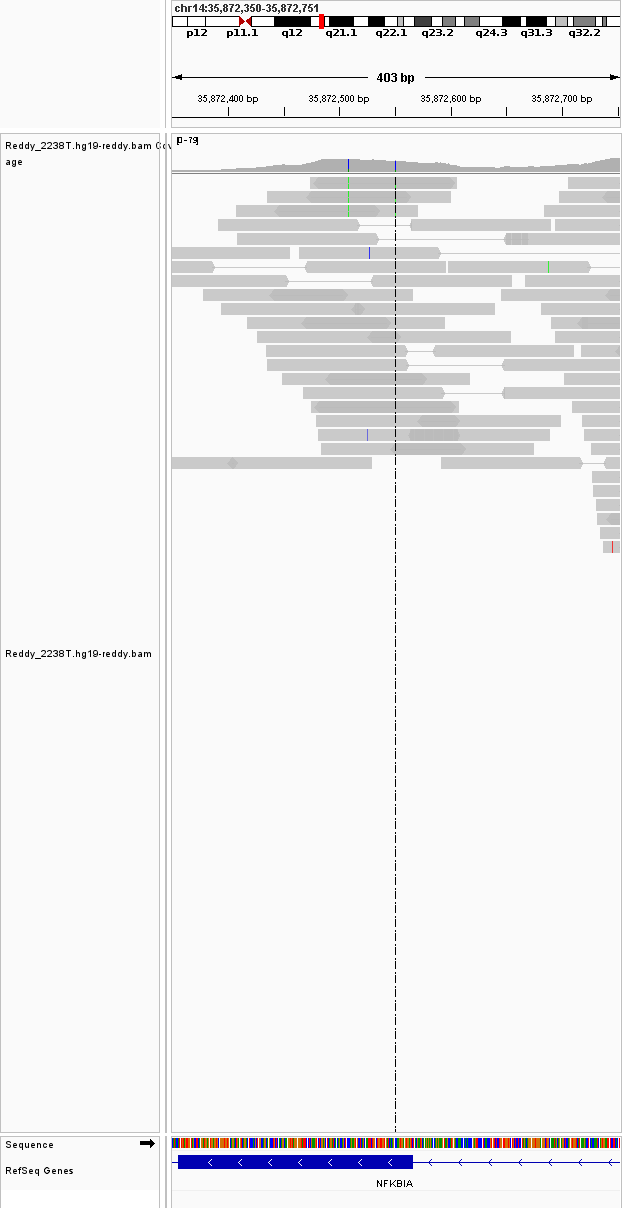 chr14:35,872,350-35,872,751
p12 p11.1 q12 q21.1 q22.1 q23.2 q24.3 q31.3 q32.2
403 bp
35,872,400 bp 35,872,500 bp 35,872,600 bp 35,872,700 bp
Reddy_2238T.hg19-reddy.bam Cov
age
[0-79]
Reddy_2238T.hg19-reddy.bam
Sequence
RefSeq Genes
NFKBIA